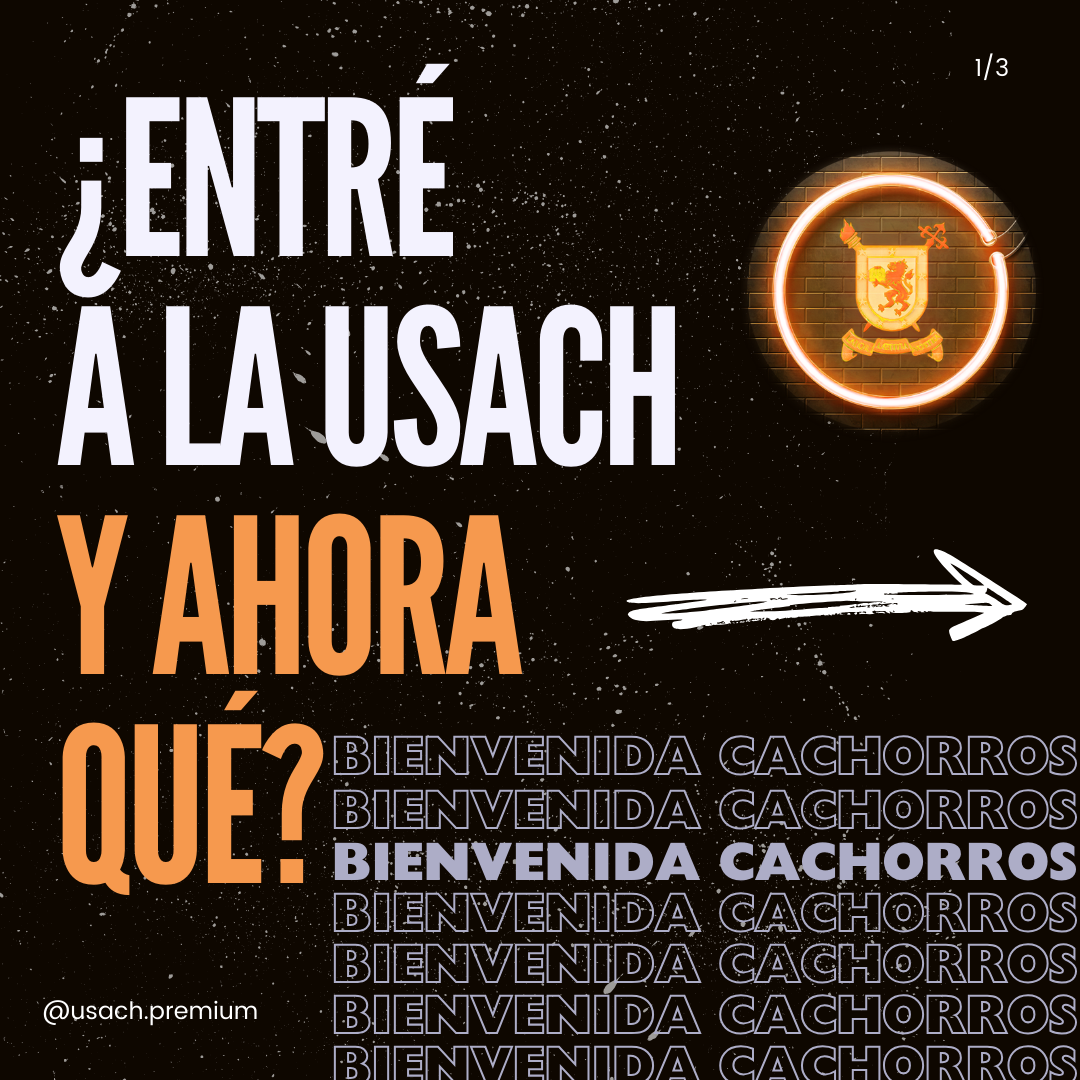 1/3
¿ENTRÉ
A LA USACH
Y AHORA
QUÉ?
BIENVENIDA CACHORROS
BIENVENIDA CACHORROS
BIENVENIDA CACHORROS
BIENVENIDA CACHORROS
BIENVENIDA CACHORROS
BIENVENIDA CACHORROS
BIENVENIDA CACHORROS
@usach.premium